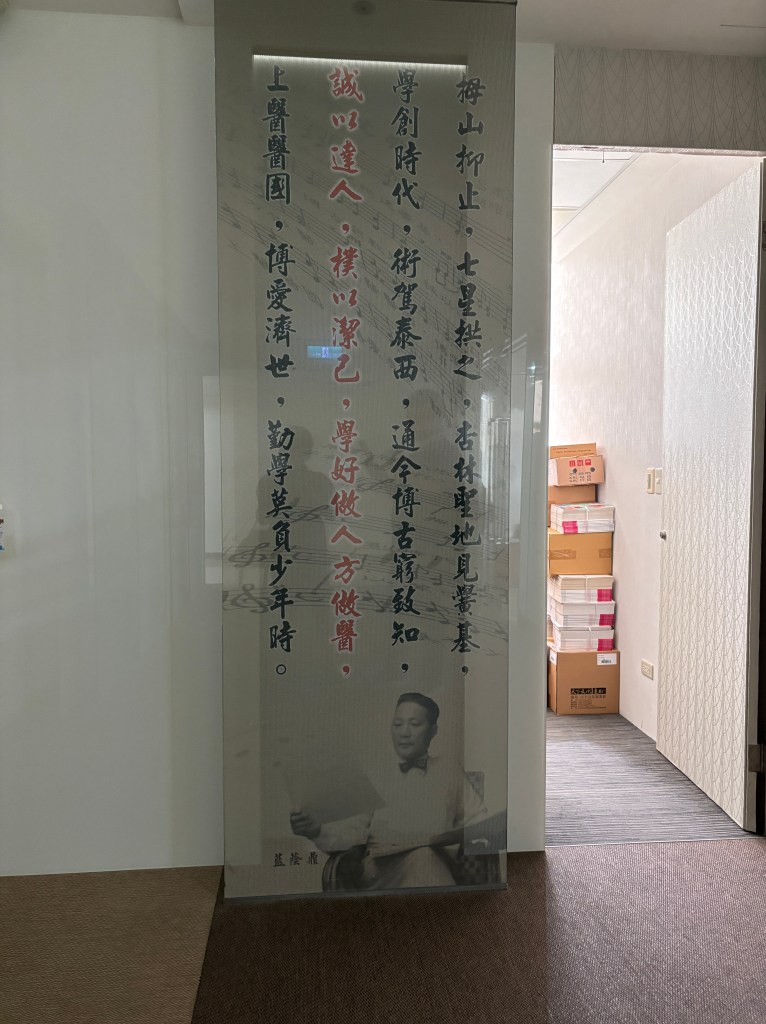 拇山抑止，七星拱之，杏林聖地見黌基，
學創時代，術駕泰西，通今博古窮致知，
誠以達人，樸以潔己，學好做人方做醫，
上醫醫國，博愛濟世，勤學莫負少年時。
藍蔭鼎